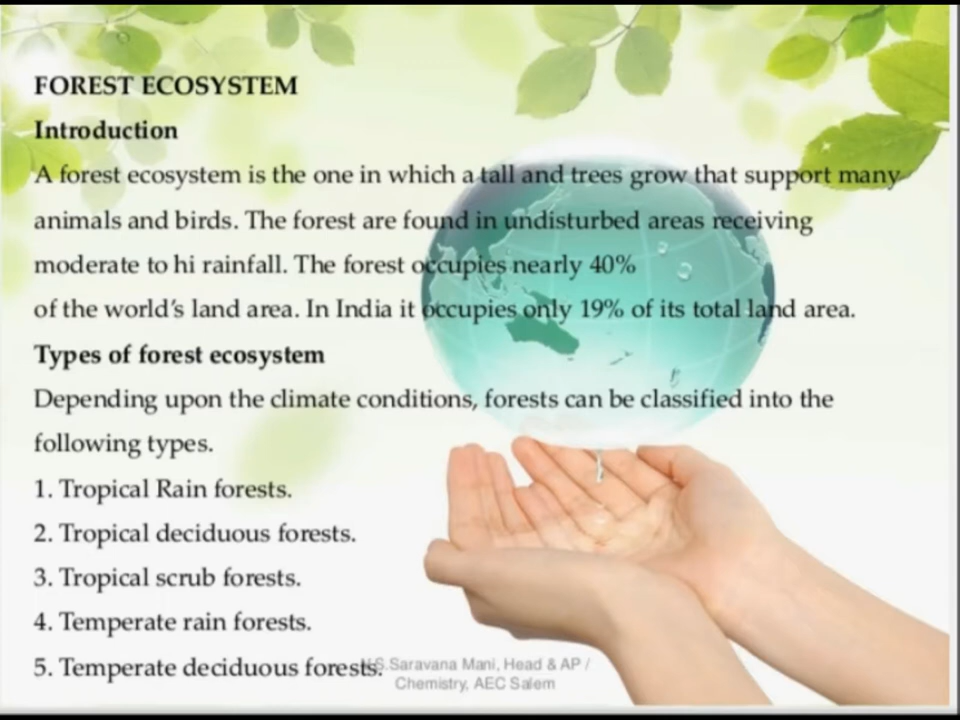 FOREST ECOSYSTEM
Introduction
A forest ecosystem is the one in which a tall and trees grow that support many
animals and birds. The forest are found in undisturbed areas receiving
moderate to hi rainfall. The forest occupies nearly 40%
of the world's land area. In India it occupies only 19% of its total land area.
Types of forest ecosystem
Depending upon the climate conditions, forests can be classified into the
following types.
1. Tropical Rain forests.
2. Tropical deciduous forests.
3. Tropical scrub forests.
4. Temperate rain forests.
5. Temperate deciduous forests.
S.Saravana Mani, Head & AP /
Chemistry, AEC Salem